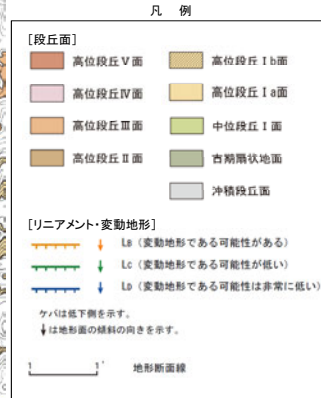 凡 例
[段丘面]
高位段丘Ⅴ面
高位段丘Ⅰb面
高位段丘Ⅳ面
高位段丘Ⅰa面
高位段丘Ⅲ面
中位段丘Ⅰ面
高位段丘Ⅱ面
古期扇状地面
沖積段丘面
[リニアメント・変動地形]
LB (変動地形である可能性がある)
LC (変動地形である可能性が低い)
LD (変動地形である可能性は非常に低い)
ケバは低下側を示す。
↓は地形面の傾斜の向きを示す。
1 1' 地形断面線